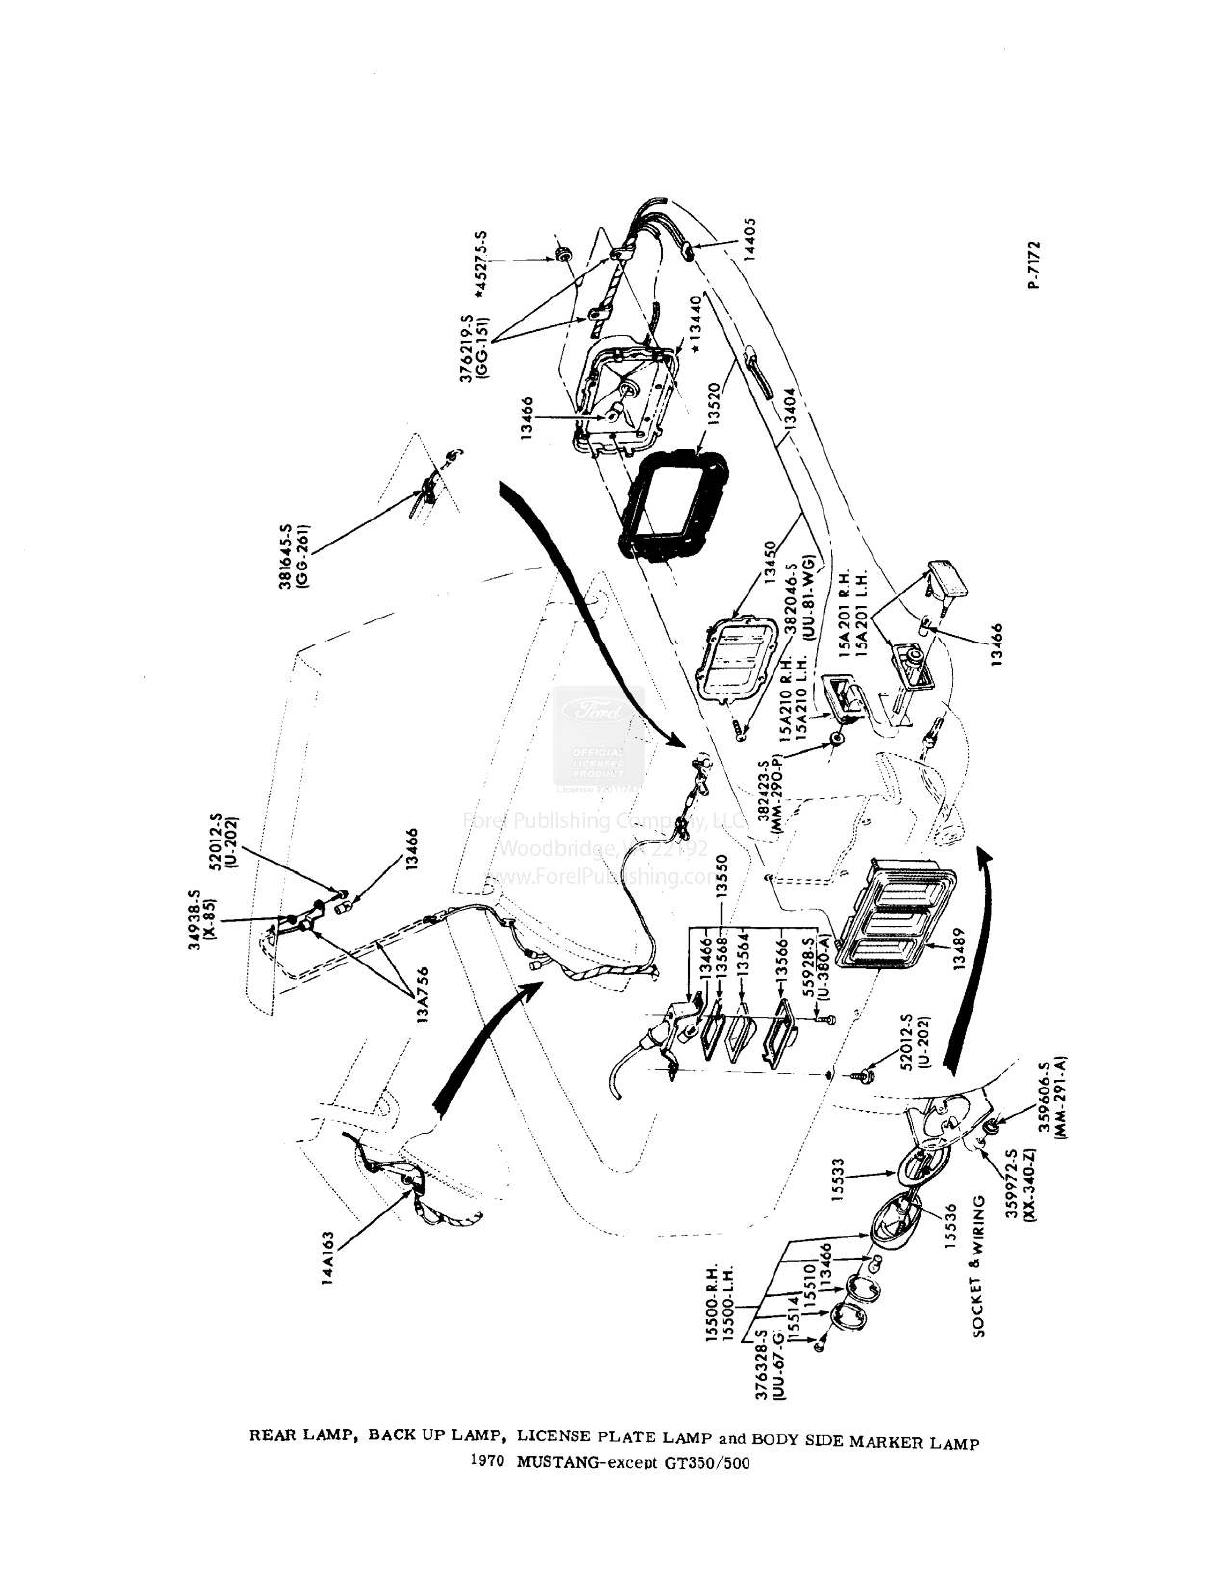 *45275-S
376219-S
(GG-151)
14405
P-7172
*13440
13466
13520
13404
381645-S
(GG-261)
13450
382046-S
(UU-81-WG)
15A201 R.H.
15A201 L.H.
13466
15A210 R.H.
15A210 L.H.
382423-S
(MM-290-P)
Ford
OFFICIAL
LICENSED
PRODUCT
Forel Publishing Company, LLC
Woodbridge, VA 22192
www.ForelPublishing.com
52012-S
(U-202)
34938-S
(X-85)
13466
13A756
13550
13466
13568
13564
13566
55928-S
(U-380-A)
13489
52012-S
(U-202)
359606-S
(MM-291-A)
359972-S
(XX-340-Z)
15533
15536
SOCKET & WIRING
14A163
15500-R.H.
15500-L.H.
13466
15510
15514
376328-S
(UU-67-G)
REAR LAMP, BACK UP LAMP, LICENSE PLATE LAMP and BODY SIDE MARKER LAMP
1970 MUSTANG-except GT350/500